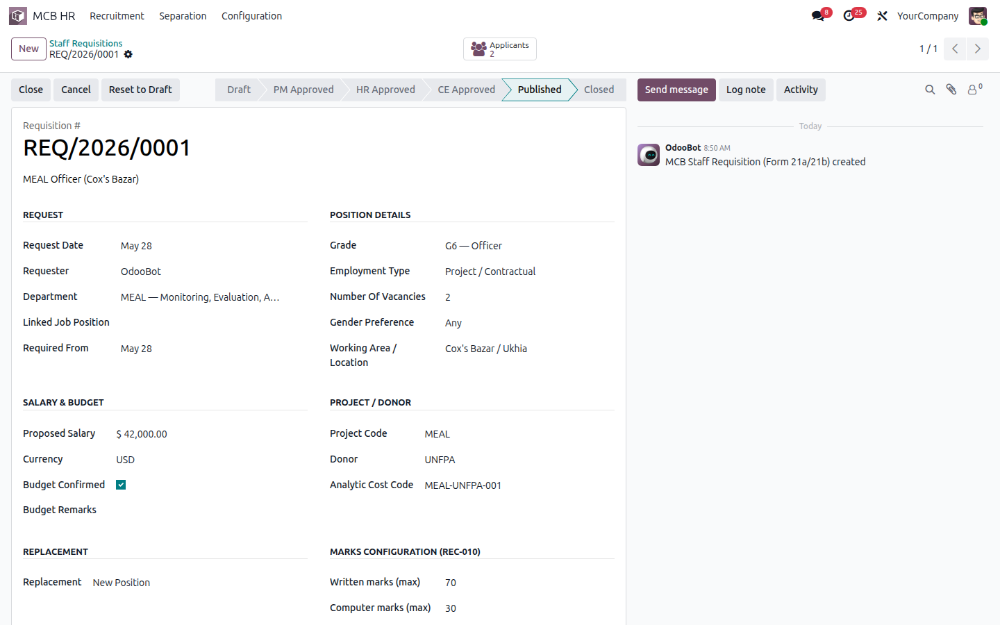 MCB HR Recruitment Separation Configuration 8 25 YourCompany
New Staff Requisitions
REQ/2026/0001
Applicants
2
1 / 1
Close Cancel Reset to Draft Draft PM Approved HR Approved CE Approved Published Closed Send message Log note Activity 0
Requisition #
REQ/2026/0001
MEAL Officer (Cox's Bazar)
REQUEST
Request Date May 28
Requester OdooBot
Department MEAL — Monitoring, Evaluation, A...
Linked Job Position
Required From May 28
POSITION DETAILS
Grade G6 — Officer
Employment Type Project / Contractual
Number Of Vacancies 2
Gender Preference Any
Working Area / Cox's Bazar / Ukhia
Location
SALARY & BUDGET
Proposed Salary $ 42,000.00
Currency USD
Budget Confirmed
Budget Remarks
PROJECT / DONOR
Project Code MEAL
Donor UNFPA
Analytic Cost Code MEAL-UNFPA-001
REPLACEMENT
Replacement New Position
MARKS CONFIGURATION (REC-010)
Written marks (max) 70
Computer marks (max) 30
Today
OdooBot 8:50 AM
MCB Staff Requisition (Form 21a/21b) created